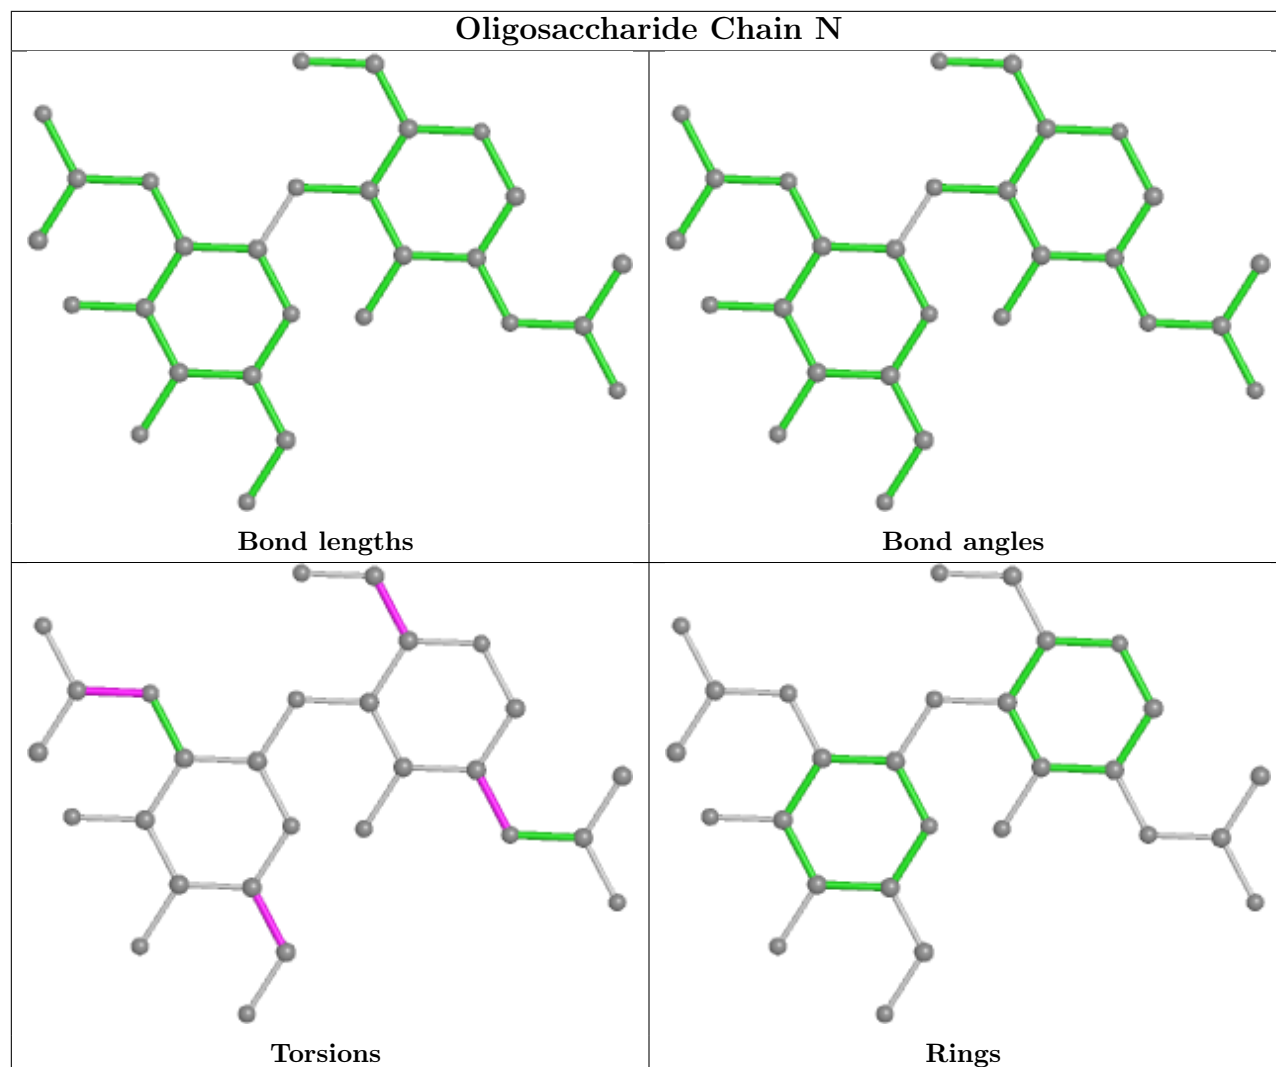 Oligosaccharide Chain N
Bond lengths
Bond angles
Torsions
Rings